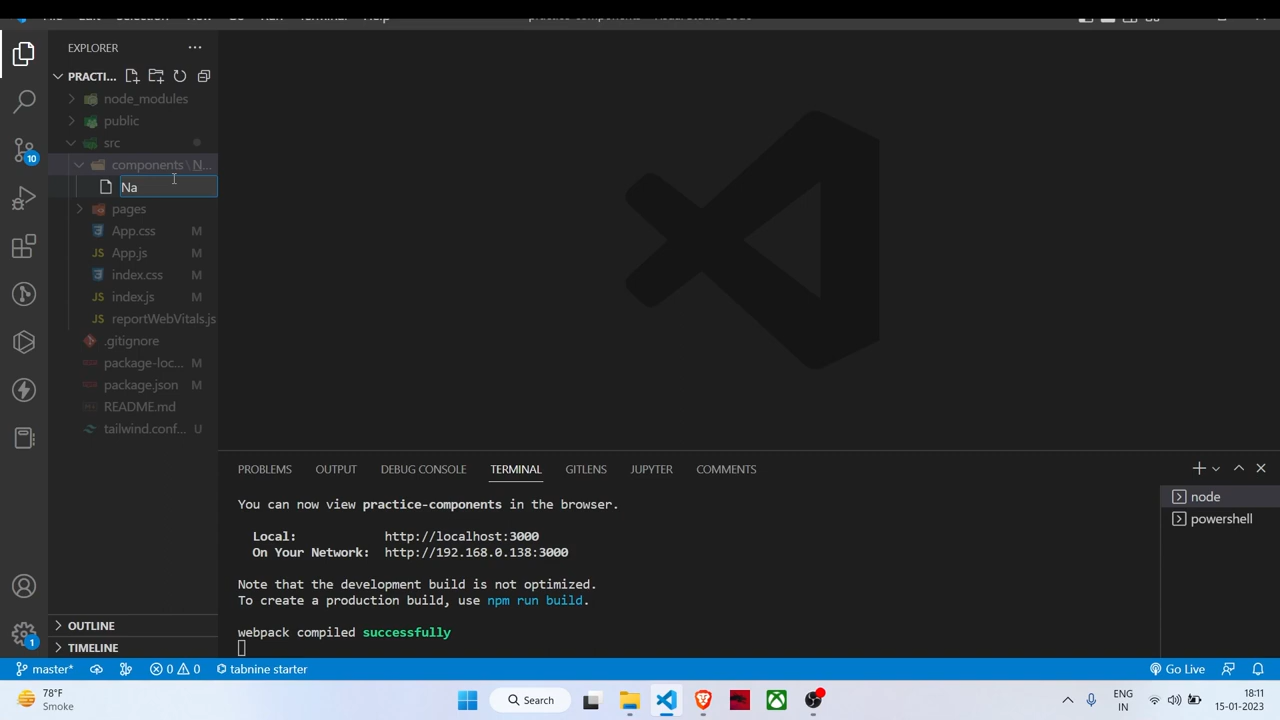 EXPLORER
PRACTI...
node_modules
public
src
components \ N...
Na
pages
App.css M
App.js M
index.css M
index.js M
reportWebVitals.js
.gitignore
package-loc... M
package.json M
README.md
tailwind.conf... U
10
1
OUTLINE
TIMELINE
PROBLEMS OUTPUT DEBUG CONSOLE TERMINAL GITLENS JUPYTER COMMENTS
You can now view practice-components in the browser.
Local: http://localhost:3000
On Your Network: http://192.168.0.138:3000
Note that the development build is not optimized.
To create a production build, use npm run build.
webpack compiled successfully
node
powershell
master* 0 0 tabnine starter Go Live
78°F
Smoke
Search
ENG
IN
18:11
15-01-2023